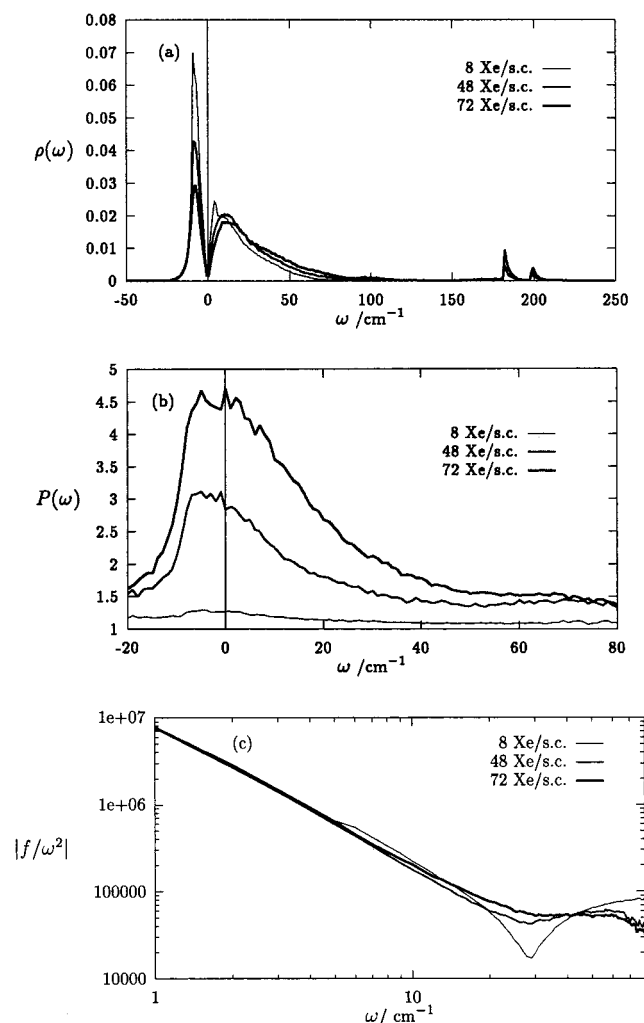 0.08
0.07
0.06
0.05
0.04
0.03
0.02
0.01
0
ρ(ω)
(a)
8 Xe/s.c.
48 Xe/s.c.
72 Xe/s.c.
-50 0 50 100 150 200 250
ω /cm⁻¹
5
4.5
4
3.5
3
2.5
2
1.5
1
P(ω)
(b)
8 Xe/s.c.
48 Xe/s.c.
72 Xe/s.c.
-20 0 20 40 60 80
ω /cm⁻¹
1e+07
1e+06
100000
10000
|f/ω²|
(c)
8 Xe/s.c.
48 Xe/s.c.
72 Xe/s.c.
1 10
ω/ cm⁻¹